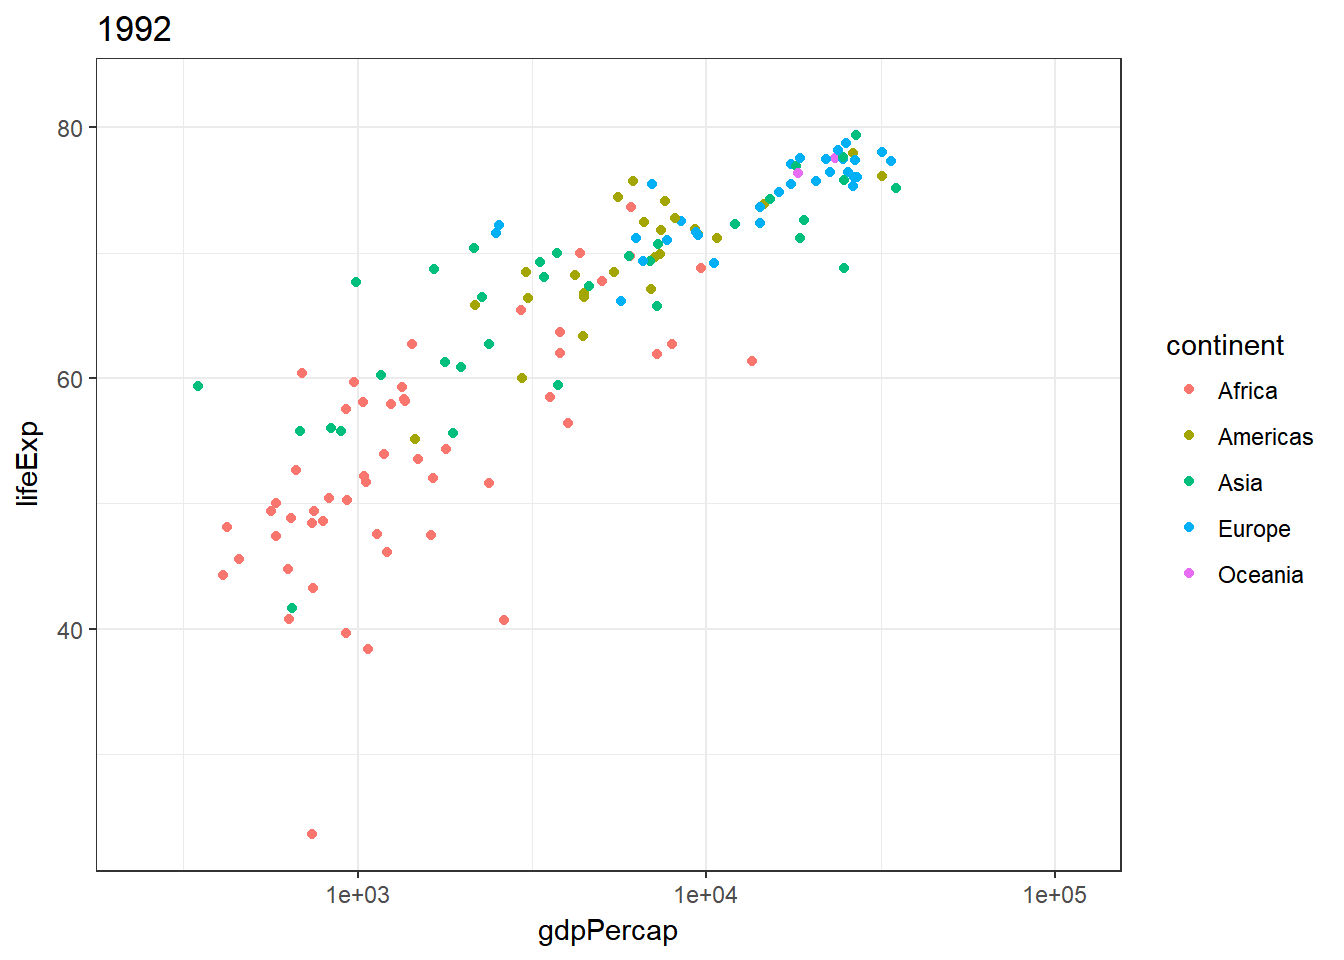 1992
80
60
40
lifeExp
1e+03
1e+04
1e+05
gdpPercap
continent
Africa
Americas
Asia
Europe
Oceania